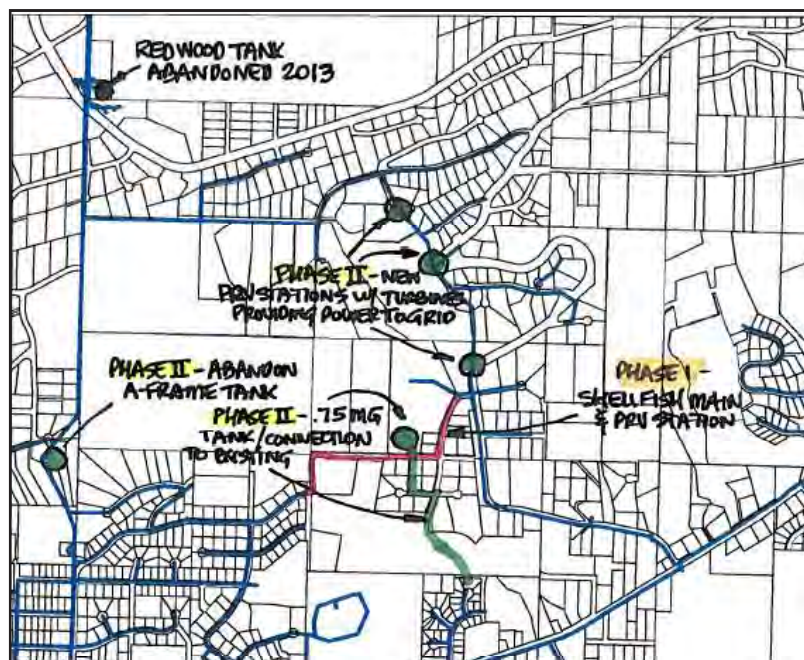 REDWOOD TANK
ABANDONED 2013
PHASE II - NEW
PRV STATIONS W/ TURBINES
PROVIDING POWER TO GRID
PHASE II - ABANDON
A-FRAME TANK
PHASE II - .75 MG
TANK/CONNECTION
TO EXISTING
PHASE 1 -
SHELLFISH MAIN
& PRV STATION